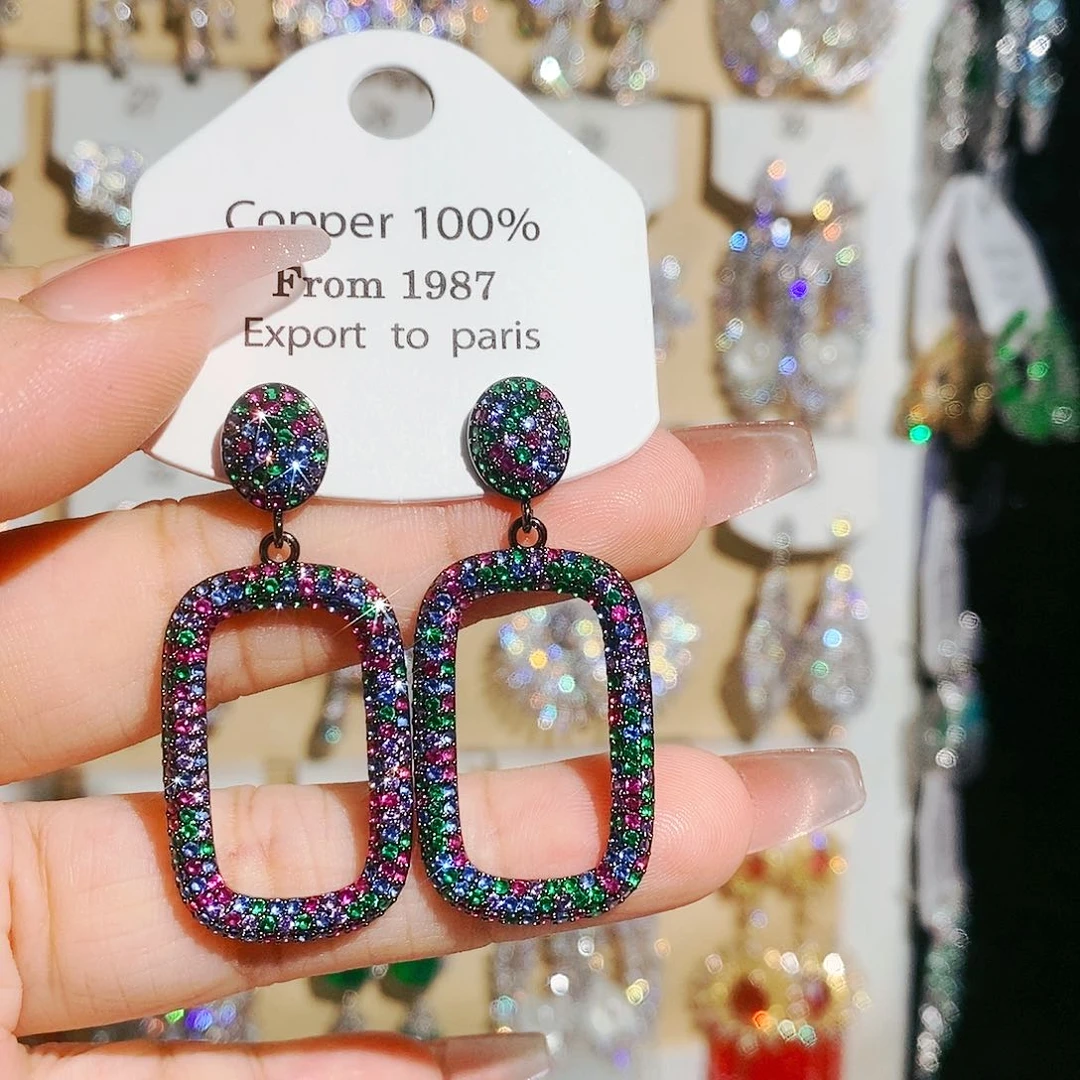 Copper 100%
From 1987
Export to paris